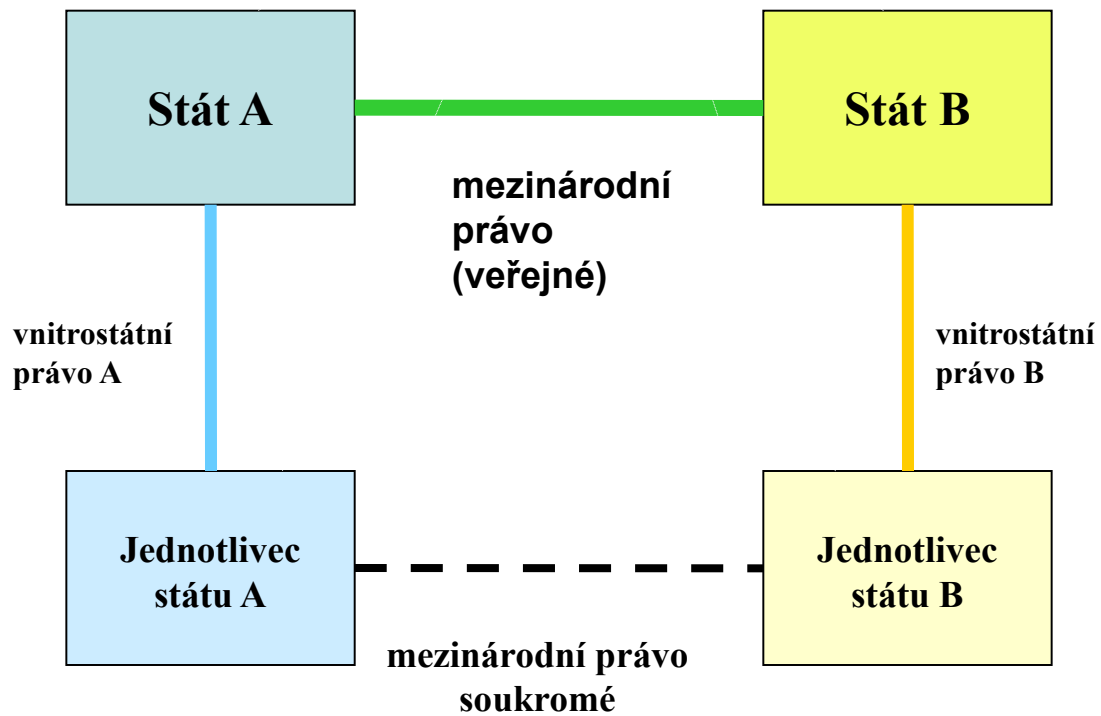 Stát A
Stát B
mezinárodní
právo
(veřejné)
vnitrostátní
právo A
vnitrostátní
právo B
Jednotlivec
státu A
Jednotlivec
státu B
mezinárodní právo
soukromé